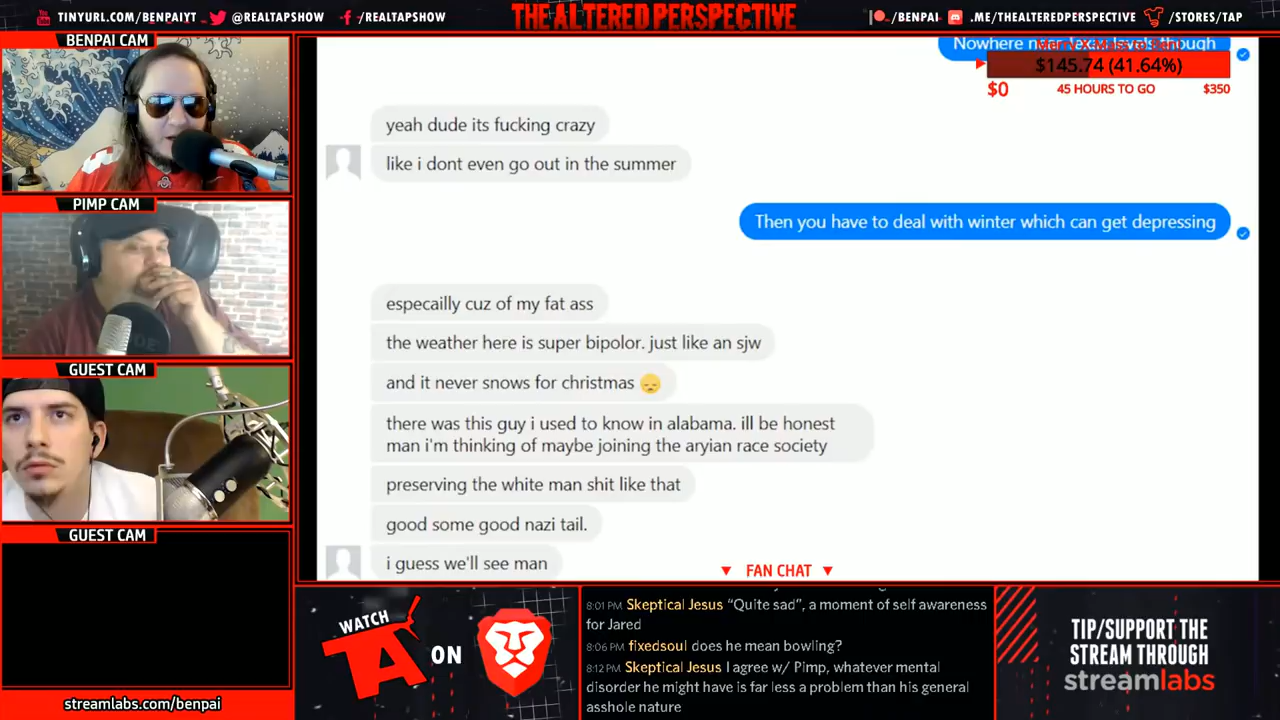 TINYURL.COM/BENPAIYT
@REALTAPSHOW
/REALTAPSHOW
THE ALTERED PERSPECTIVE
/BENPAI
.ME/THEALTEREDPERSPECTIVE
/STORES/TAP
BENPAI CAM
PIMP CAM
GUEST CAM
GUEST CAM
streamlabs.com/benpai
Nowhere near levels though
$145.74 (41.64%)
$0
45 HOURS TO GO
$350
yeah dude its fucking crazy
like i dont even go out in the summer
Then you have to deal with winter which can get depressing
especailly cuz of my fat ass
the weather here is super bipolor. just like an sjw
and it never snows for christmas 😞
there was this guy i used to know in alabama. ill be honest
man i'm thinking of maybe joining the aryian race society
preserving the white man shit like that
good some good nazi tail.
i guess we'll see man
FAN CHAT
WATCH
ON
8:01 PM Skeptical Jesus "Quite sad", a moment of self awareness
for Jared
8:06 PM fixedsoul does he mean bowling?
8:12 PM Skeptical Jesus I agree w/ Pimp, whatever mental
disorder he might have is far less a problem than his general
asshole nature
TIP/SUPPORT THE
STREAM THROUGH
streamlabs